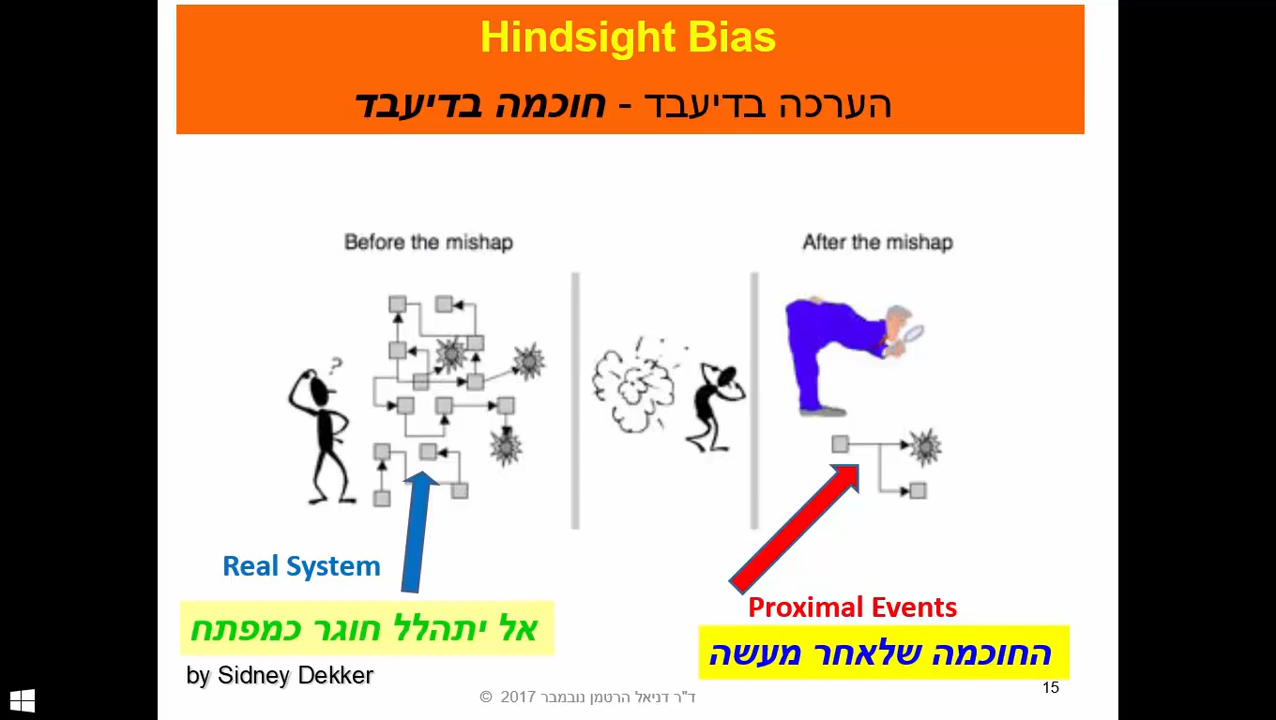 Hindsight Bias
הערכה בדיעבד - חוכמה בדיעבד
Before the mishap
After the mishap
?
Real System
Proximal Events
אל יתהלל חוגר כמפתח
החוכמה שלאחר מעשה
by Sidney Dekker
ד"ר דניאל הרטמן נובמבר 2017 ©
15